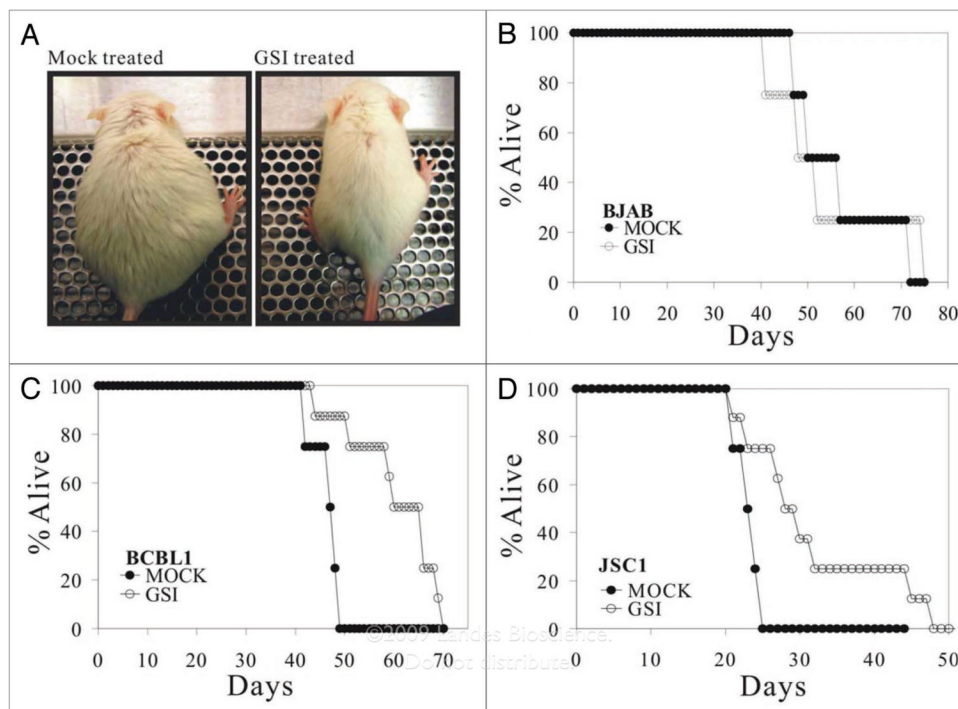 A
Mock treated GSI treated
B
100
80
60
40
20
0
% Alive
BJAB
MOCK
GSI
0 10 20 30 40 50 60 70 80
Days
C
100
80
60
40
20
0
% Alive
BCBL1
MOCK
GSI
0 10 20 30 40 50 60 70
Days
D
100
80
60
40
20
0
% Alive
JSC1
MOCK
GSI
0 10 20 30 40 50
Days
©2009 Landes Bioscience.
Do not distribute.